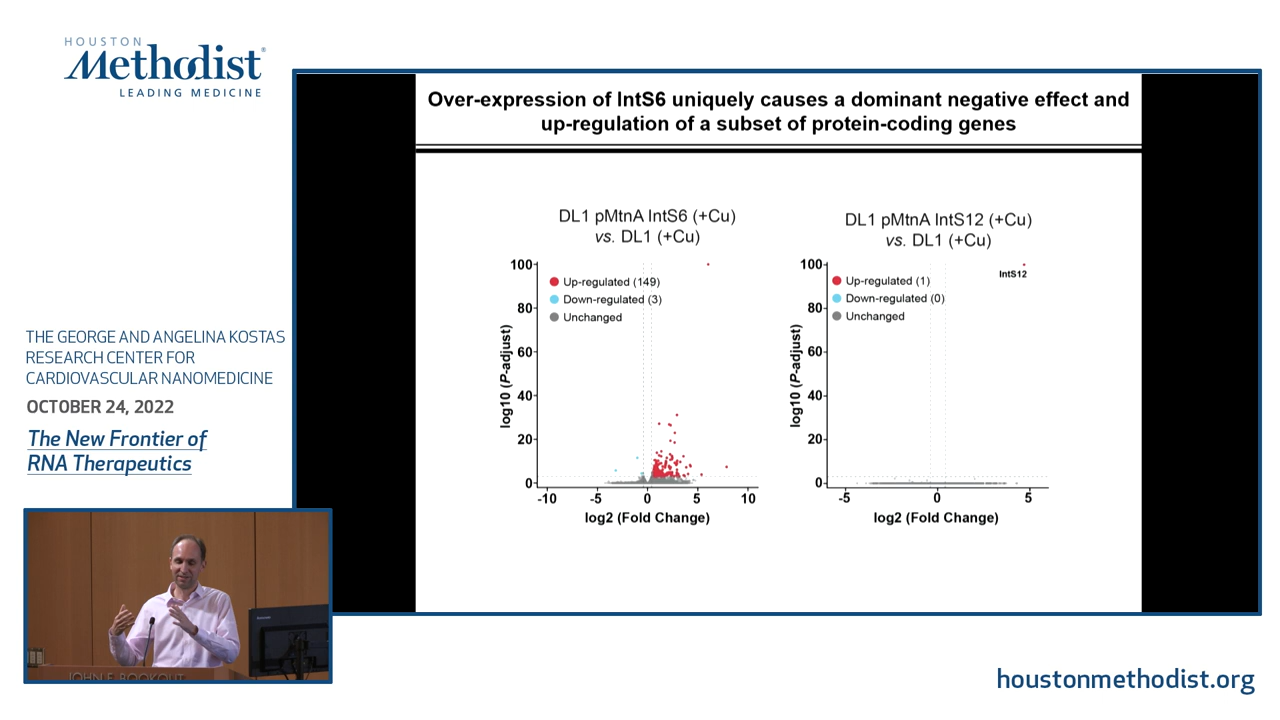 HOUSTON
Methodist
LEADING MEDICINE
THE GEORGE AND ANGELINA KOSTAS
RESEARCH CENTER FOR
CARDIOVASCULAR NANOMEDICINE
OCTOBER 24, 2022
The New Frontier of
RNA Therapeutics
Over-expression of IntS6 uniquely causes a dominant negative effect and
up-regulation of a subset of protein-coding genes
DL1 pMtnA IntS6 (+Cu)
vs. DL1 (+Cu)
100
80
60
40
20
0
log10 (P-adjust)
Up-regulated (149)
Down-regulated (3)
Unchanged
-10 -5 0 5 10
log2 (Fold Change)
DL1 pMtnA IntS12 (+Cu)
vs. DL1 (+Cu)
100
80
60
40
20
0
log10 (P-adjust)
Up-regulated (1)
Down-regulated (0)
Unchanged
IntS12
-5 0 5
log2 (Fold Change)
JOHN F. BOOKOUT
houstonmethodist.org